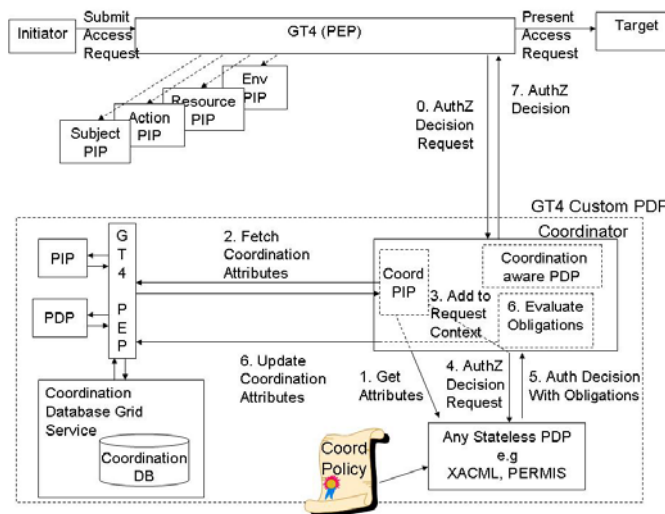 Initiator
Submit
Access
Request
GT4 (PEP)
Present
Access
Request
Target
Env
PIP
Resource
PIP
Action
PIP
Subject
PIP
0. AuthZ
Decision
Request
7. AuthZ
Decision
GT4 Custom PDP
Coordinator
PIP
PDP
G
T
4
P
E
P
2. Fetch
Coordination
Attributes
Coord
PIP
Coordination
aware PDP
3. Add to
Request
Context
6. Evaluate
Obligations
6. Update
Coordination
Attributes
1. Get
Attributes
4. AuthZ
Decision
Request
5. Auth Decision
With Obligations
Coordination
Database Grid
Service
Coordination
DB
Coord
Policy
Any Stateless PDP
e.g
XACML, PERMIS